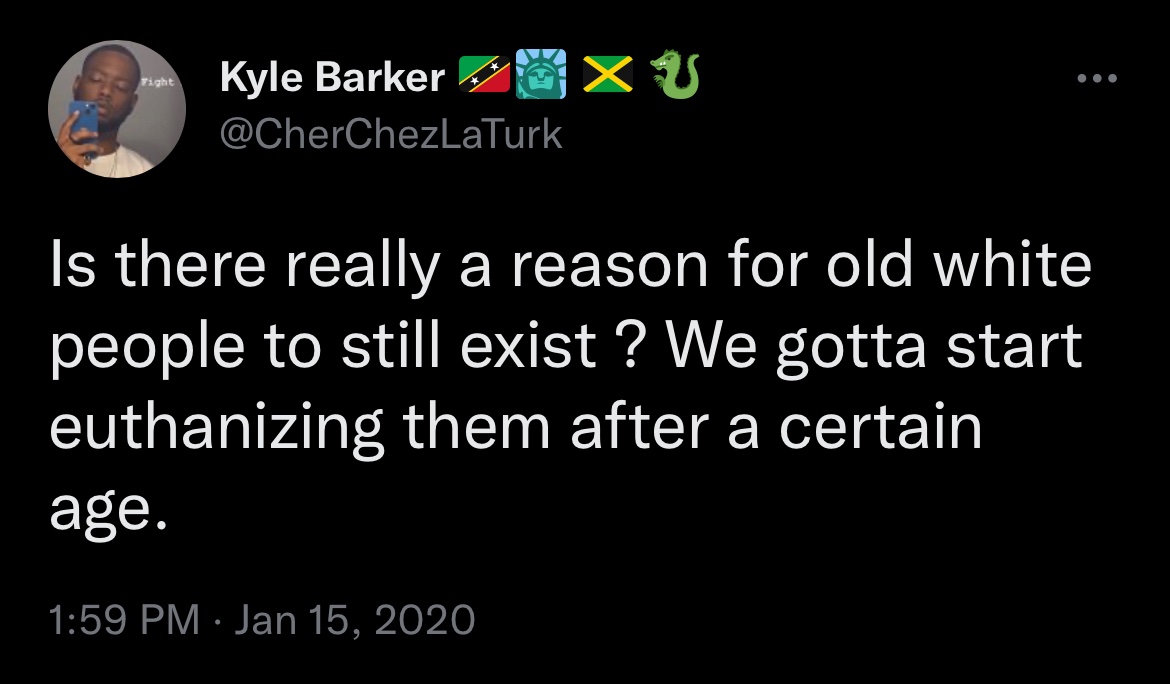 Fight
Kyle Barker 🇰🇳🗽 🇯🇲 🐉
@CherChezLaTurk
Is there really a reason for old white
people to still exist ? We gotta start
euthanizing them after a certain
age.
1:59 PM · Jan 15, 2020